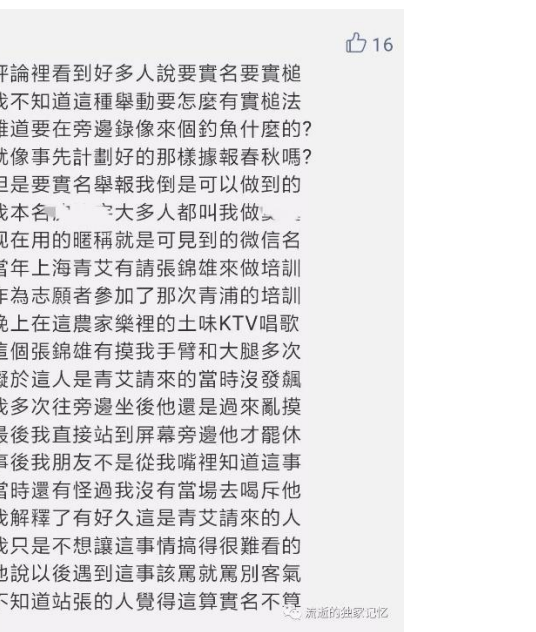 16
評論裡看到好多人說要實名要實槌
我不知道這種舉動要怎麼有實槌法
難道要在旁邊錄像來個釣魚什麼的?
就像事先計劃好的那樣據報春秋嗎?
但是要實名舉報我倒是可以做到的
我本名 大多人都叫我做
現在用的暱稱就是可見到的微信名
當年上海青艾有請張錦雄來做培訓
作為志願者參加了那次青浦的培訓
晚上在這農家樂裡的土味KTV唱歌
這個張錦雄有摸我手臂和大腿多次
礙於這人是青艾請來的當時沒發飆
我多次往旁邊坐後他還是過來亂摸
最後我直接站到屏幕旁邊他才罷休
事後我朋友不是從我嘴裡知道這事
當時還有怪過我沒有當場去喝斥他
我解釋了有好久這是青艾請來的人
我只是不想讓這事情搞得很難看的
他說以後遇到這事該罵就罵別客氣
不知道站張的人覺得這算實名不算
流逝的独家记忆